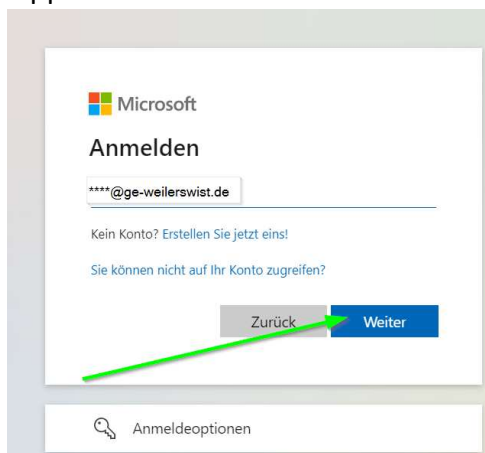 Microsoft
Anmelden
****@ge-weilerswist.de
Kein Konto? Erstellen Sie jetzt eins!
Sie können nicht auf Ihr Konto zugreifen?
Zurück Weiter
Anmeldeoptionen